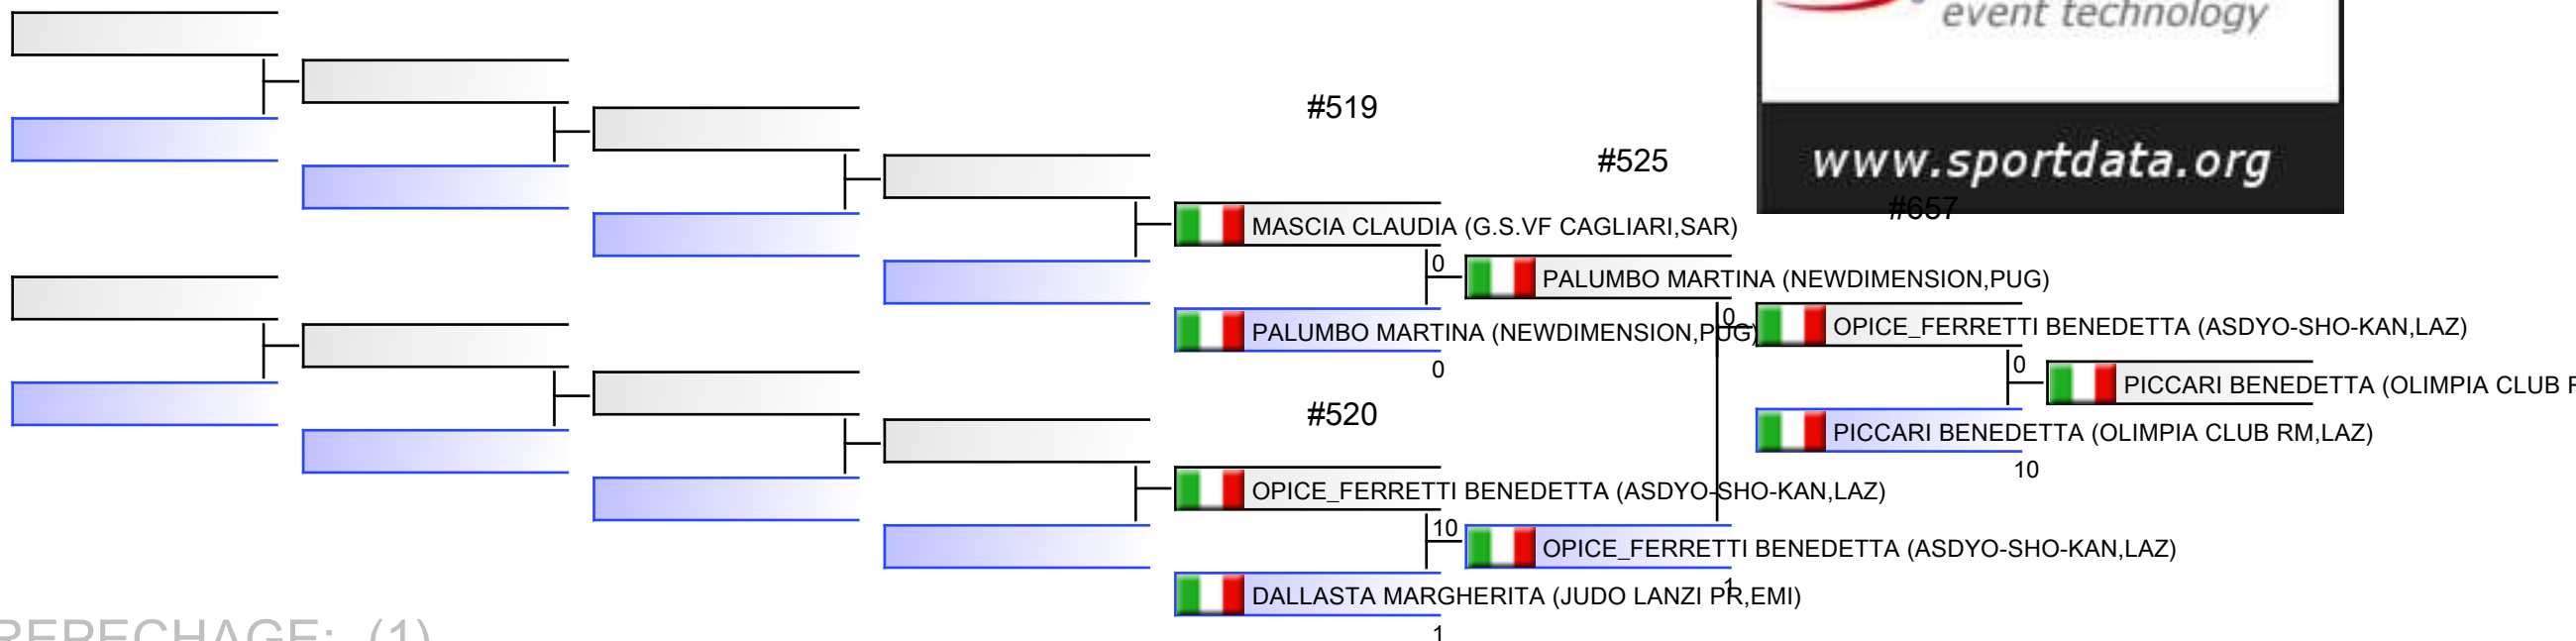 event technology
#519
#525
www.sportdata.org
#657
MASCIA CLAUDIA (G.S.VF CAGLIARI,SAR)
0
PALUMBO MARTINA (NEWDIMENSION,PUG)
PALUMBO MARTINA (NEWDIMENSION,PUG)
0
0
OPICE_FERRETTI BENEDETTA (ASDYO-SHO-KAN,LAZ)
0
PICCARI BENEDETTA (OLIMPIA CLUB
#520
PICCARI BENEDETTA (OLIMPIA CLUB RM,LAZ)
10
OPICE_FERRETTI BENEDETTA (ASDYO-SHO-KAN,LAZ)
10
OPICE_FERRETTI BENEDETTA (ASDYO-SHO-KAN,LAZ)
1
DALLASTA MARGHERITA (JUDO LANZI PR,EMI)
1
REPECHAGE: (1)